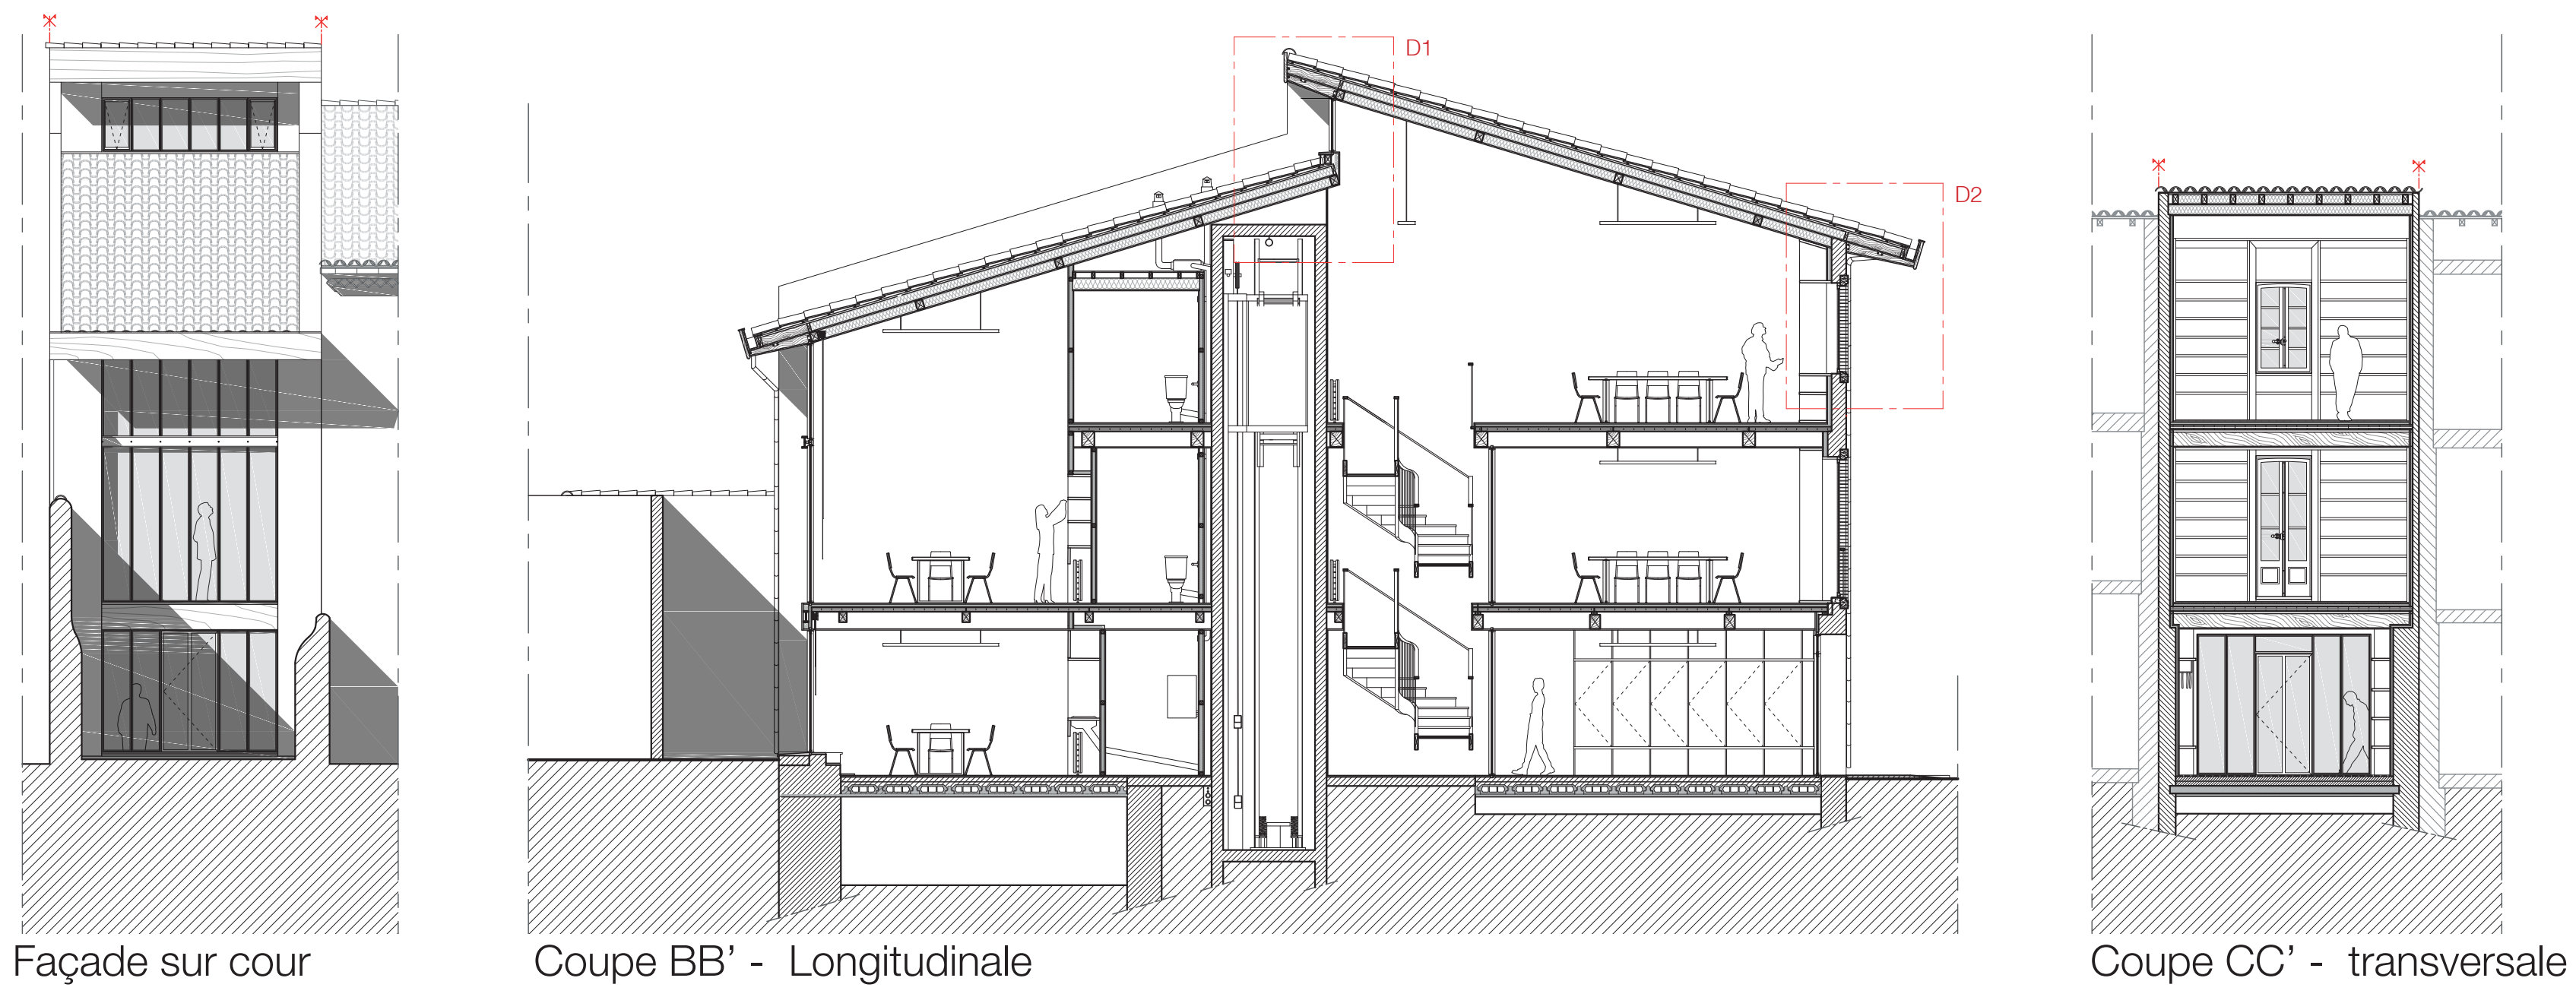 D1
D2
Façade sur cour
Coupe BB’ - Longitudinale
Coupe CC’ - transversale